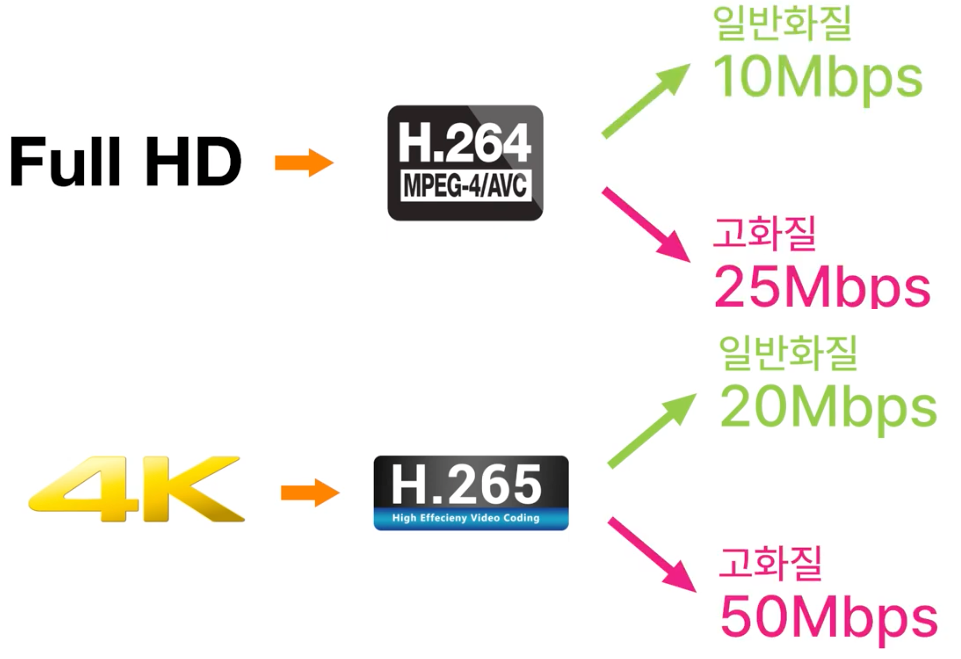 일반화질
10Mbps
Full HD
H.264
MPEG-4/AVC
고화질
25Mbps
일반화질
20Mbps
4K
H.265
High Effecieny Video Coding
고화질
50Mbps